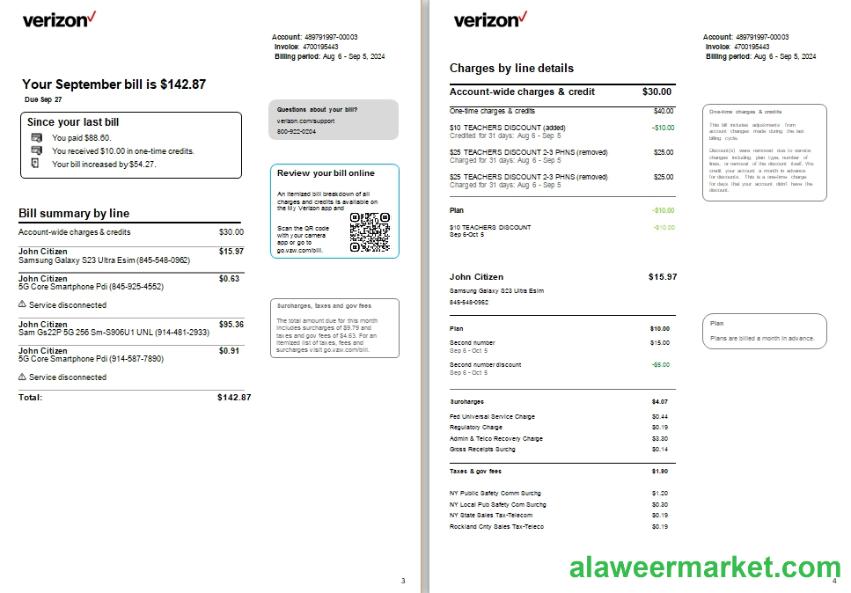 verizon
Account: 489791997-00003
Invoice: 4700195443
Billing period: Aug 6 - Sep 5, 2024
Your September bill is $142.87
Due Sep 27
Since your last bill
You paid $88.60.
You received $10.00 in one-time credits.
Your bill increased by $54.27.
Questions about your bill?
verizon.com/support
800-922-0204
Review your bill online
An itemized bill breakdown of all
charges and credits is available on
the My Verizon app and
Scan the QR code
with your camera
app or go to
go.vzw.com/bill.
Bill summary by line
Account-wide charges & credits $30.00
John Citizen $15.97
Samsung Galaxy S23 Ultra Esim (845-548-0962)
John Citizen $0.63
5G Core Smartphone Pdi (845-925-4552)
Service disconnected
John Citizen $95.36
Sam Gs22P 5G 256 Sm-S906U1 UNL (914-481-2933)
John Citizen $0.91
5G Core Smartphone Pdi (914-587-7890)
Service disconnected
Total: $142.87
Surcharges, taxes and gov fees
The total amount due for this month
includes surcharges of $9.79 and
taxes and gov fees of $4.63. For an
itemized list of taxes, fees and
surcharges visit go.vzw.com/bill.
3
verizon
Account: 489791997-00003
Invoice: 4700195443
Billing period: Aug 6 - Sep 5, 2024
Charges by line details
Account-wide charges & credit $30.00
One-time charges & credits $40.00
$10 TEACHERS DISCOUNT (added) -$10.00
Credited for 31 days: Aug 6 - Sep 5
$25 TEACHERS DISCOUNT 2-3 PHNS (removed) $25.00
Charged for 31 days: Aug 6 - Sep 5
$25 TEACHERS DISCOUNT 2-3 PHNS (removed) $25.00
Charged for 31 days: Aug 6 - Sep 5
Plan -$10.00
$10 TEACHERS DISCOUNT -$10.00
Sep 6-Oct 5
One-time charges & credits
This bill includes adjustments from
account changes made during the last
billing cycle.
Discount(s) were removed due to service
changes including plan type, number of
lines, or removal of the discount itself. We
credit your account a month in advance
for discounts. This is a one-time charge
for days that your account didn't have the
discount.
John Citizen $15.97
Samsung Galaxy S23 Ultra Esim
845-548-0962
Plan $10.00
Second number $15.00
Sep 6 - Oct 5
Second number discount -$5.00
Sep 6 - Oct 5
Plan
Plans are billed a month in advance.
Surcharges $4.07
Fed Universal Service Charge $0.44
Regulatory Charge $0.19
Admin & Telco Recovery Charge $3.30
Gross Receipts Surchg $0.14
Taxes & gov fees $1.90
NY Public Safety Comm Surchg $1.20
NY Local Pub Safety Com Surchg $0.30
NY State Sales Tax-Telecom $0.19
Rockland Cnty Sales Tax-Teleco $0.19
alaweermarket.com
4